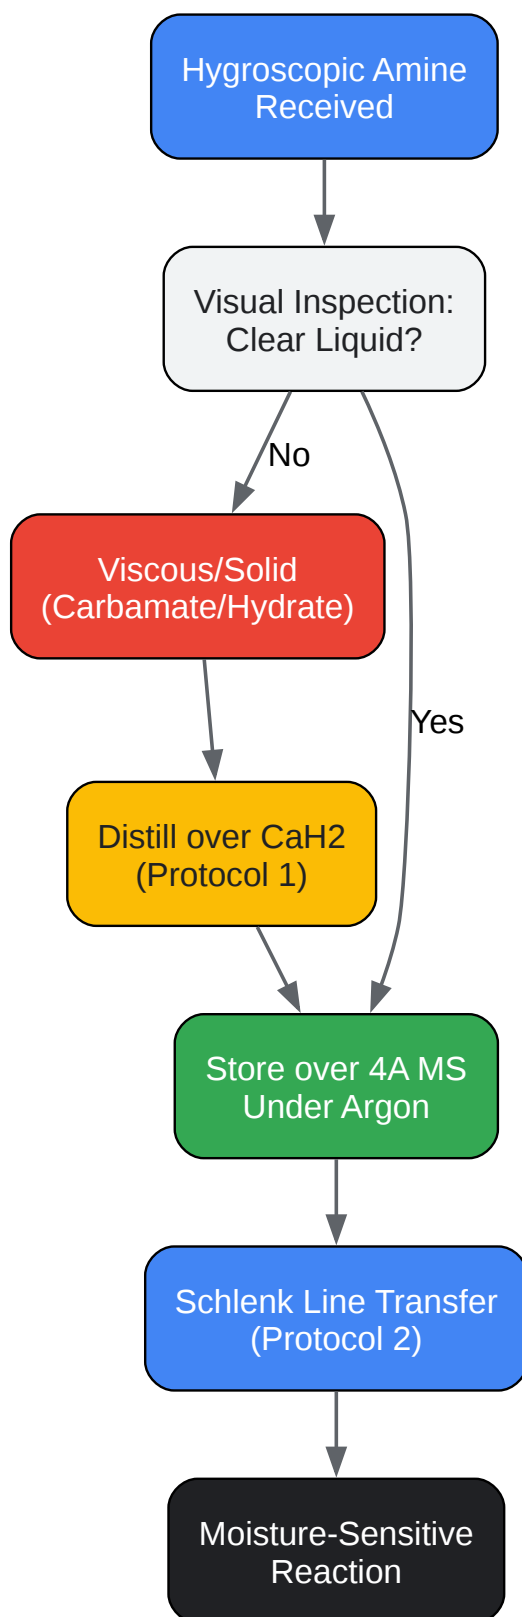 Hygroscopic Amine
Received
Visual Inspection:
Clear Liquid?
No
Viscous/Solid
(Carbamate/Hydrate)
Yes
Distill over CaH2
(Protocol 1)
Store over 4A MS
Under Argon
Schlenk Line Transfer
(Protocol 2)
Moisture-Sensitive
Reaction